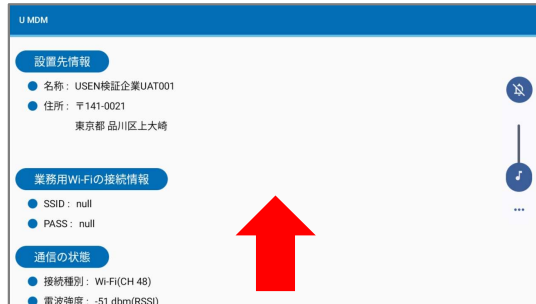 U MDM
設置先情報
名称 : USEN検証企業UAT001
住所 : 〒141-0021
東京都 品川区上大崎
業務用Wi-Fiの接続情報
SSID : null
PASS : null
通信の状態
接続種別 : Wi-Fi(CH 48)
電波強度 : -51 dbm(RSSI)